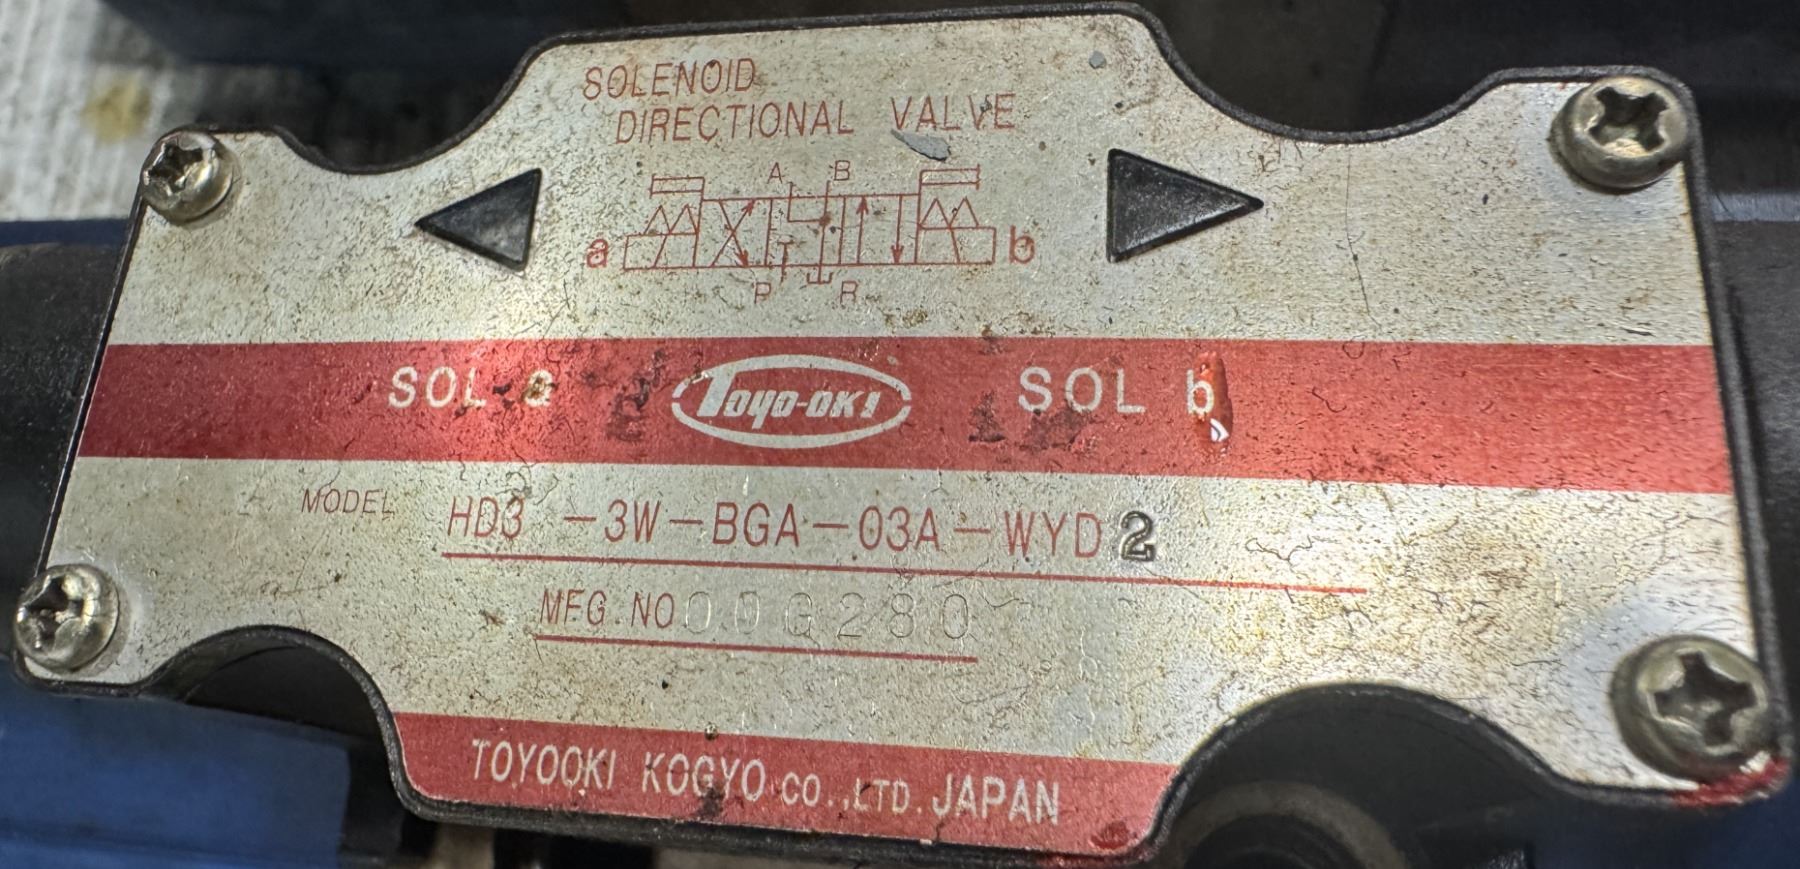 SOLENOID
DIRECTIONAL VALVE
A B
a b
P R
SOL a TOYO-OKI SOL b
MODEL HD3 -3W-BGA-03A-WYD2
MFG.NO 00G280
TOYOOKI KOGYO CO.,LTD. JAPAN